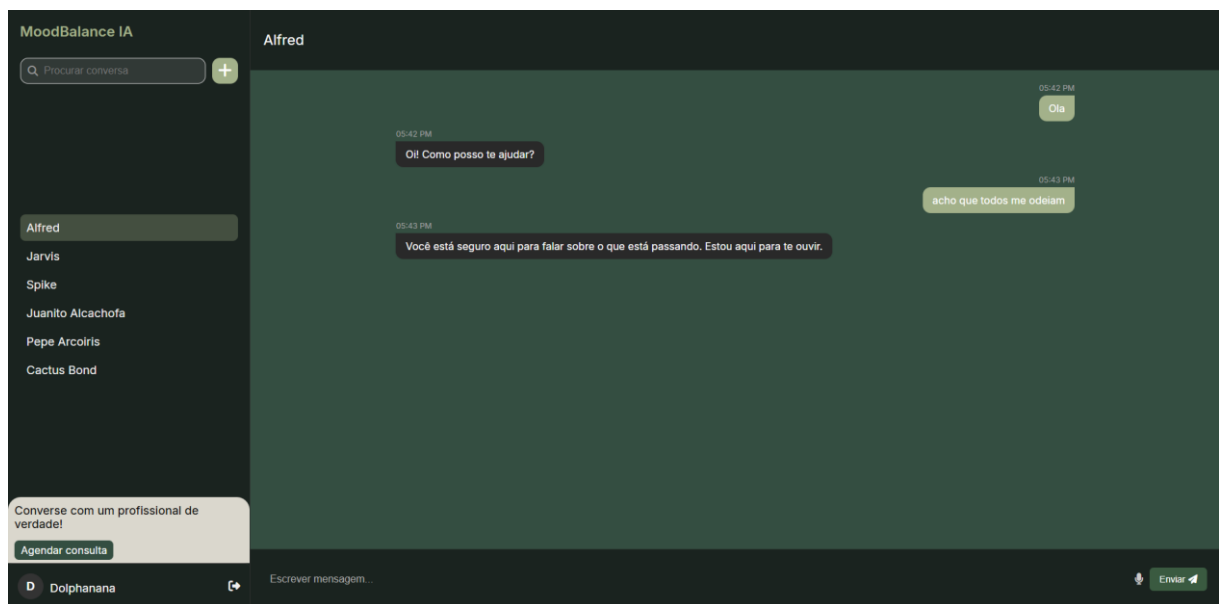 MoodBalance IA
Procurar conversa
Alfred
Jarvis
Spike
Juanito Alcachofa
Pepe Arcoiris
Cactus Bond
Converse com um profissional de
verdade!
Agendar consulta
D Dolphanana
Alfred
05:42 PM
Ola
05:42 PM
Oi! Como posso te ajudar?
05:43 PM
acho que todos me odeiam
05:43 PM
Você está seguro aqui para falar sobre o que está passando. Estou aqui para te ouvir.
Escrever mensagem...
Enviar